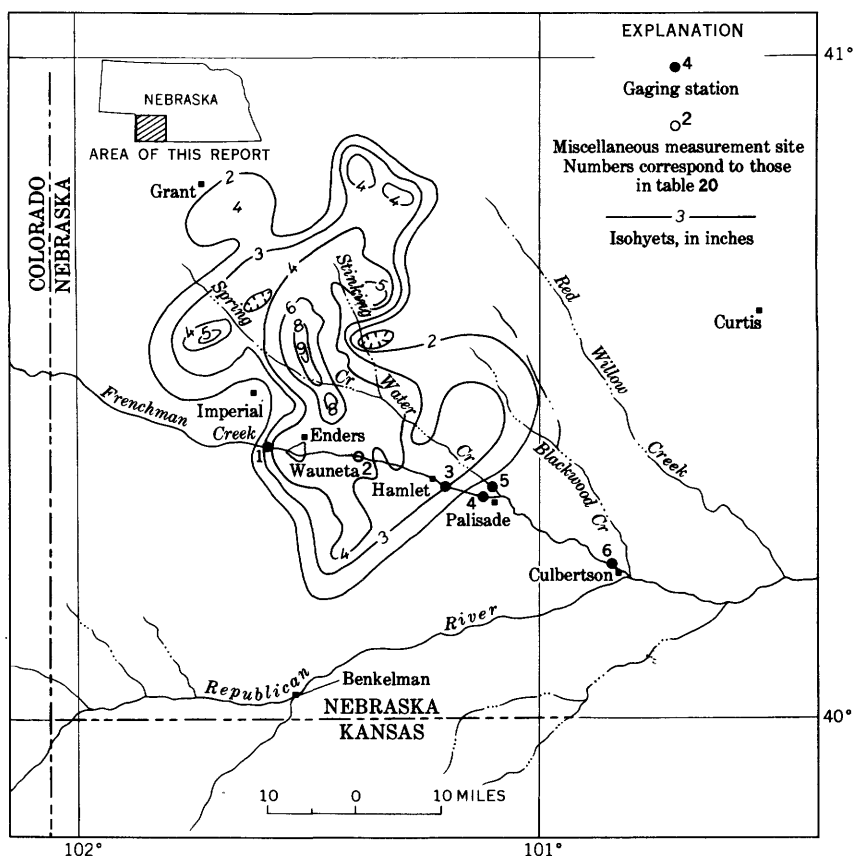 EXPLANATION
4
Gaging station
2
Miscellaneous measurement site
Numbers correspond to those
in table 20
3
Isohyets, in inches
41°
NEBRASKA
AREA OF THIS REPORT
COLORADO
NEBRASKA
Grant
2
4
4
4
3
4
Spring
Stinking
5
6
8
9
8
4
5
2
Red
Willow
Creek
Curtis
Frenchman
Creek
Imperial
Cr
Water
Cr
Enders
1
Wauneta 2
Hamlet
3
5
4
Palisade
Blackwood Cr
6
Culbertson
4
3
Republican
River
Benkelman
NEBRASKA
KANSAS
40°
10 0 10 MILES
102°
101°